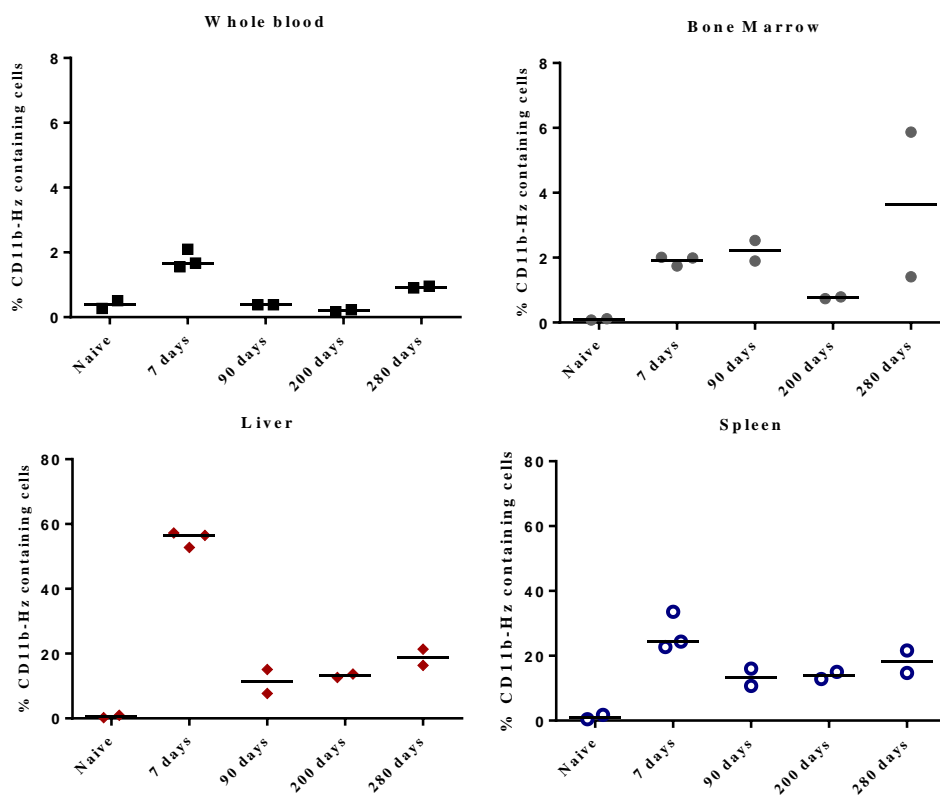 Whole blood
% CD11b-Hz containing cells
8
6
4
2
0
Naive
7 days
90 days
200 days
280 days
Bone Marrow
% CD11b-Hz containing cells
8
6
4
2
0
Naive
7 days
90 days
200 days
280 days
Liver
% CD11b-Hz containing cells
80
60
40
20
0
Naive
7 days
90 days
200 days
280 days
Spleen
% CD11b-Hz containing cells
80
60
40
20
0
Naive
7 days
90 days
200 days
280 days